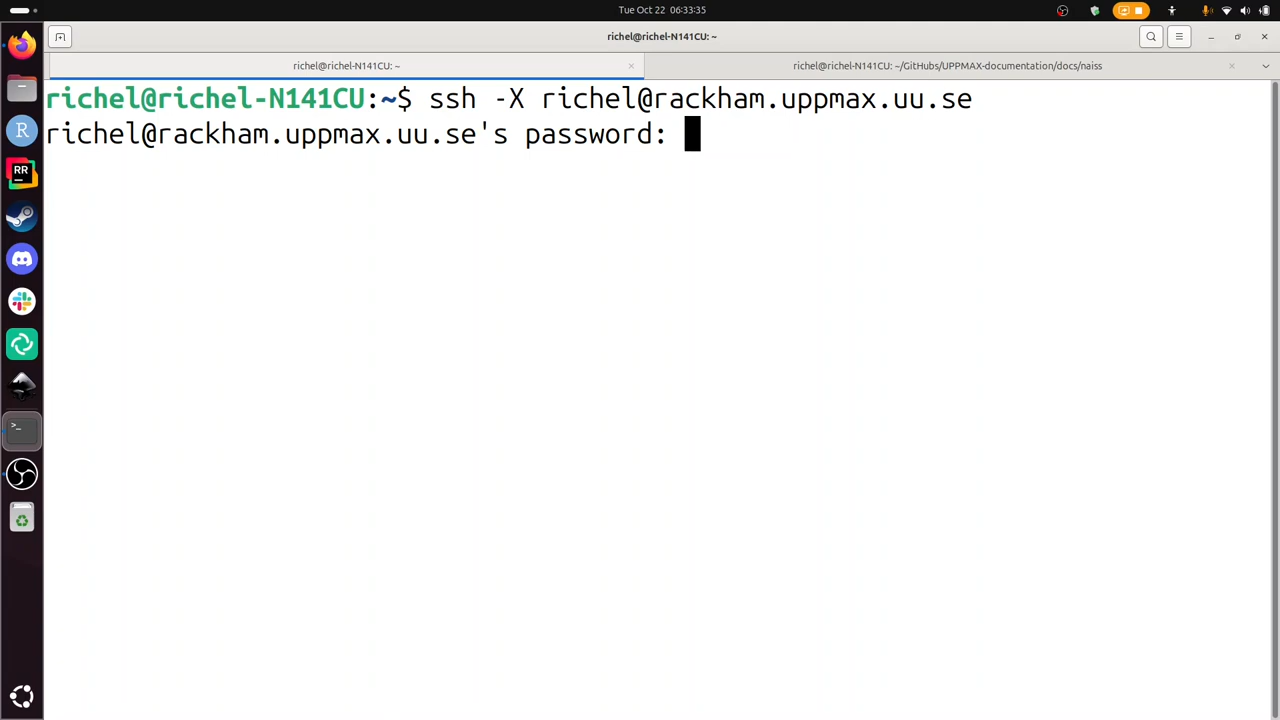 Tue Oct 22 06:33:35
richel@richel-N141CU: ~
richel@richel-N141CU: ~
richel@richel-N141CU: ~/GitHubs/UPPMAX-documentation/docs/naiss
richel@richel-N141CU:~$ ssh -X richel@rackham.uppmax.uu.se
richel@rackham.uppmax.uu.se's password:
R
RR
>_